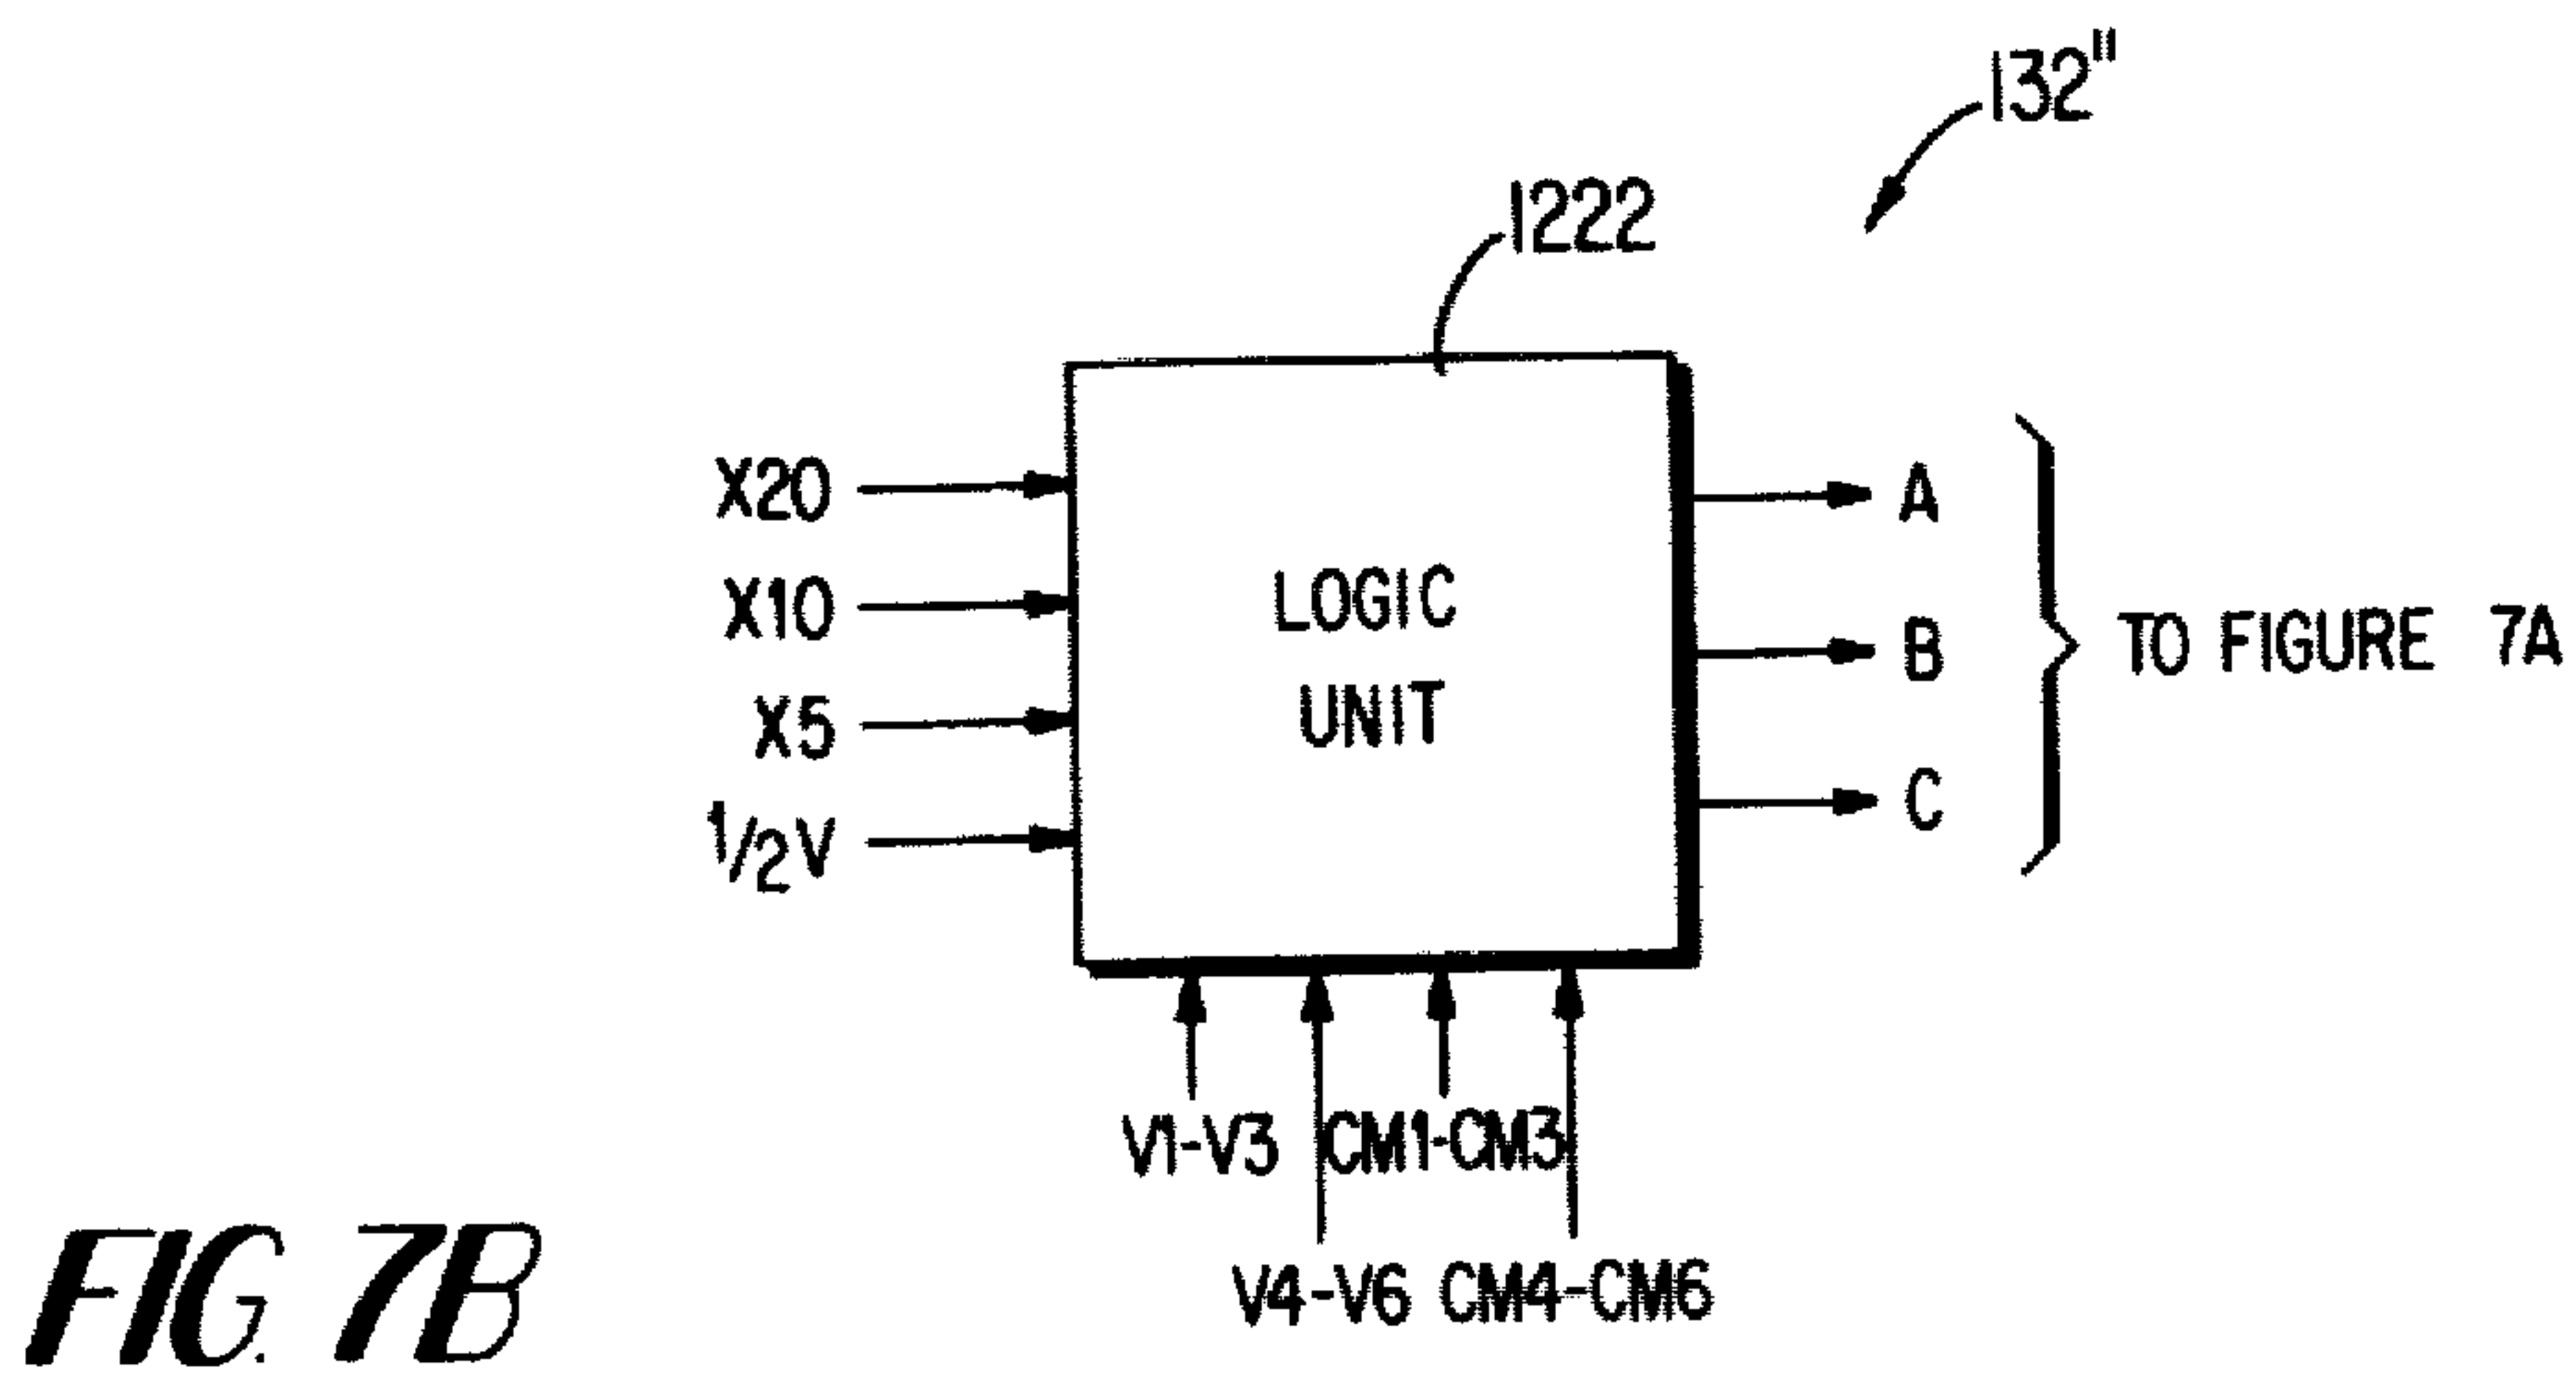 132"
1222
X20
X10
X5
1/2V
LOGIC
UNIT
A
B
C
TO FIGURE 7A
V1-V3 CM1-CM3
V4-V6 CM4-CM6
FIG. 7B